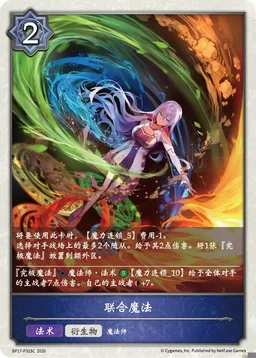 2
将要使用此卡时，【魔力连锁_5】费用-1。
选择对手战场上的最多2个随从。给予其2点伤害。将1张『究
极魔法』放置到额外区。
『究极魔法』 魔法师·法术 5【魔力连锁_10】给予全体对手
的主战者7点伤害。自己的主战者 +7。
联合魔法
法术 衍生物 魔法师
BP17-P31SC 2026 © Cygames, Inc. Published by NetEase Games